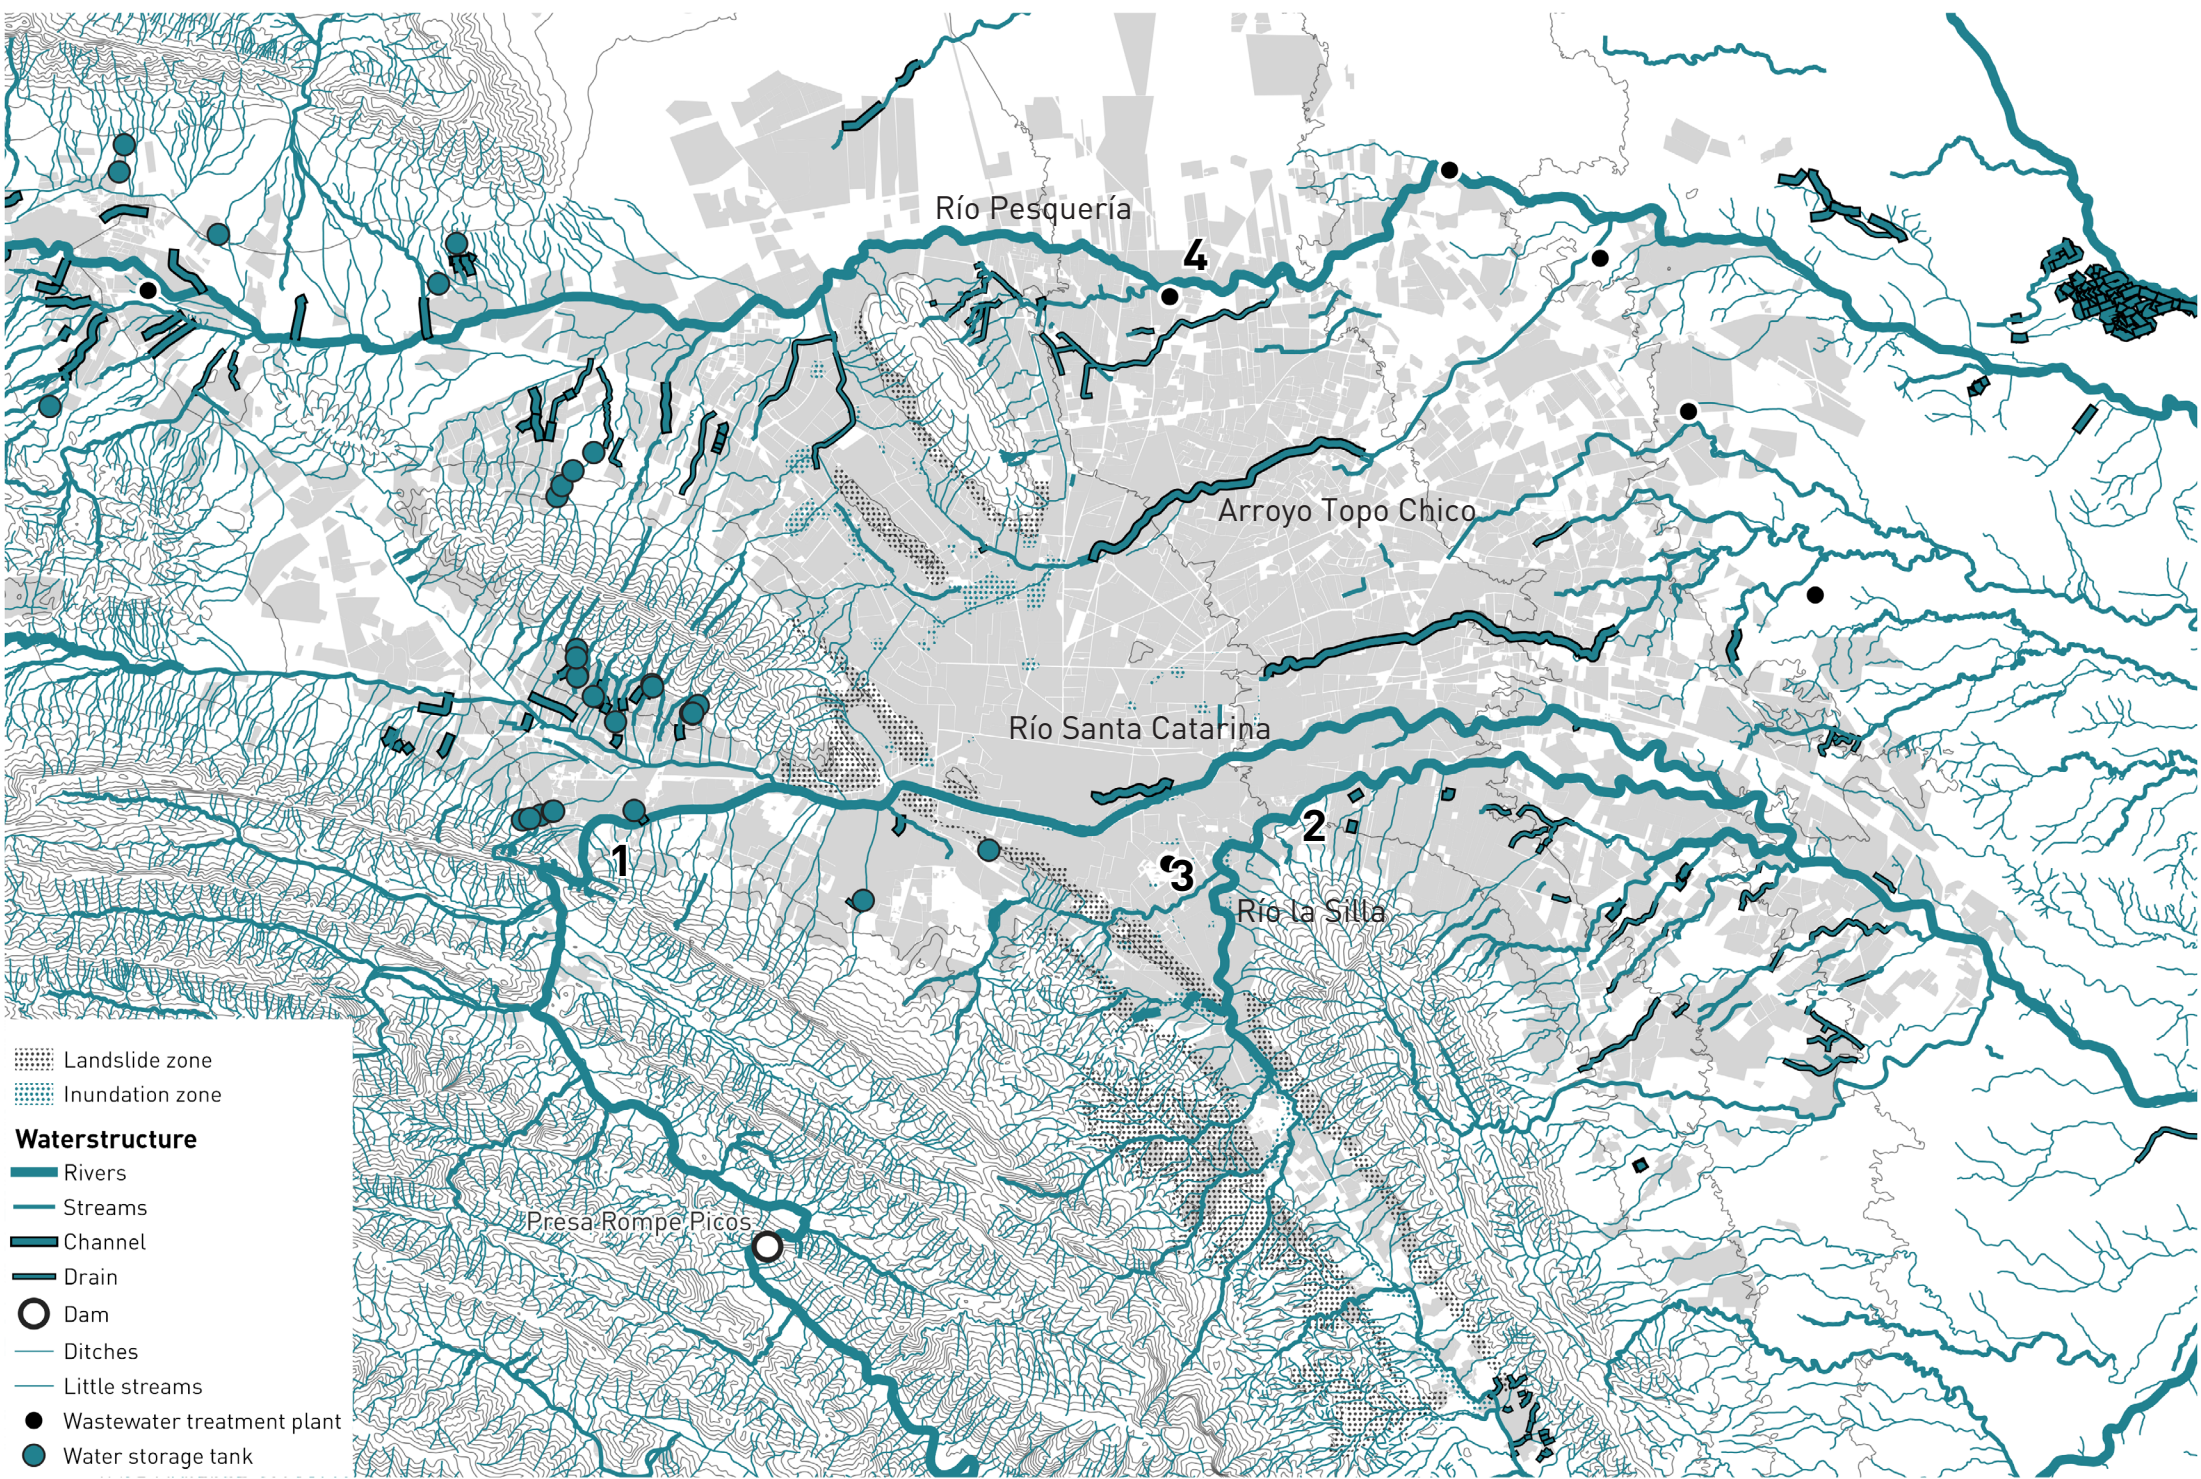 Río Pesquería
4
Arroyo Topo Chico
Río Santa Catarina
2
1
3
Río la Silla
Presa Rompe Picos
Landslide zone
Inundation zone
Waterstructure
Rivers
Streams
Channel
Drain
Dam
Ditches
Little streams
Wastewater treatment plant
Water storage tank